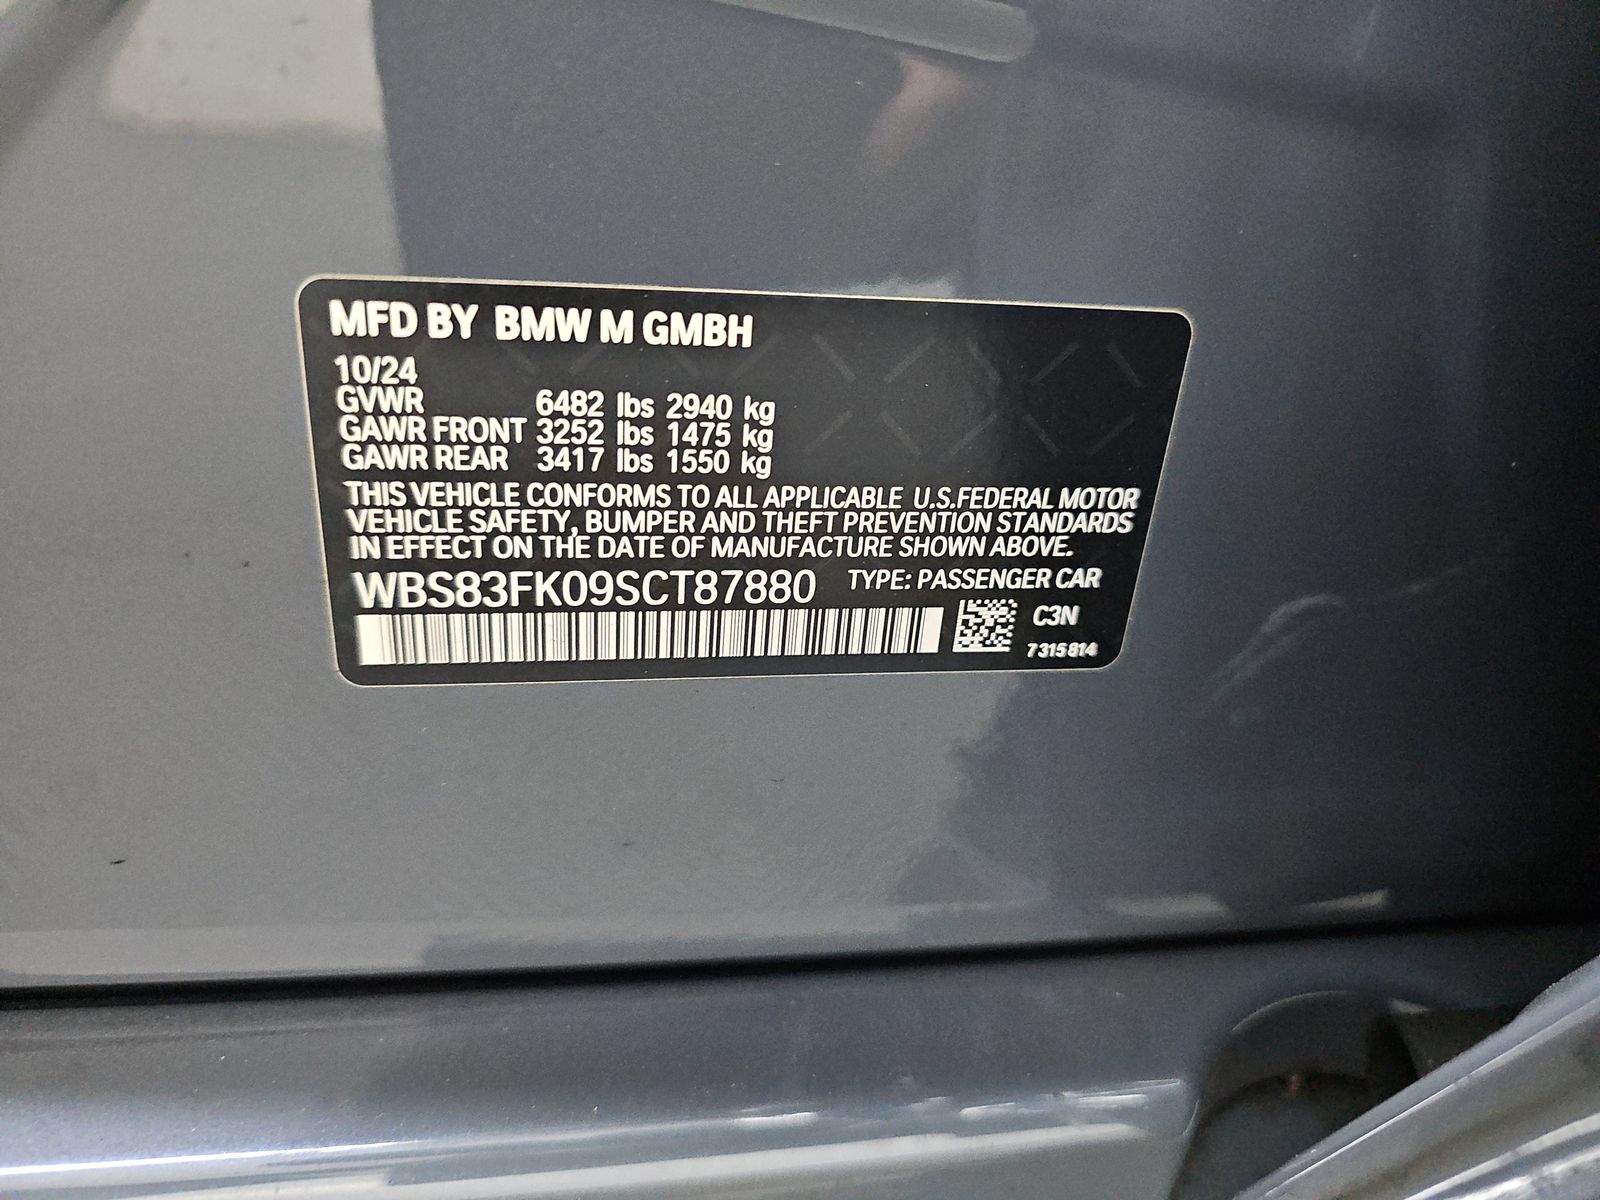 MFD BY BMW M GMBH
10/24
GVWR 6482 lbs 2940 kg
GAWR FRONT 3252 lbs 1475 kg
GAWR REAR 3417 lbs 1550 kg
THIS VEHICLE CONFORMS TO ALL APPLICABLE U.S.FEDERAL MOTOR
VEHICLE SAFETY, BUMPER AND THEFT PREVENTION STANDARDS
IN EFFECT ON THE DATE OF MANUFACTURE SHOWN ABOVE.
WBS83FK09SCT87880 TYPE: PASSENGER CAR
C3N
7315814